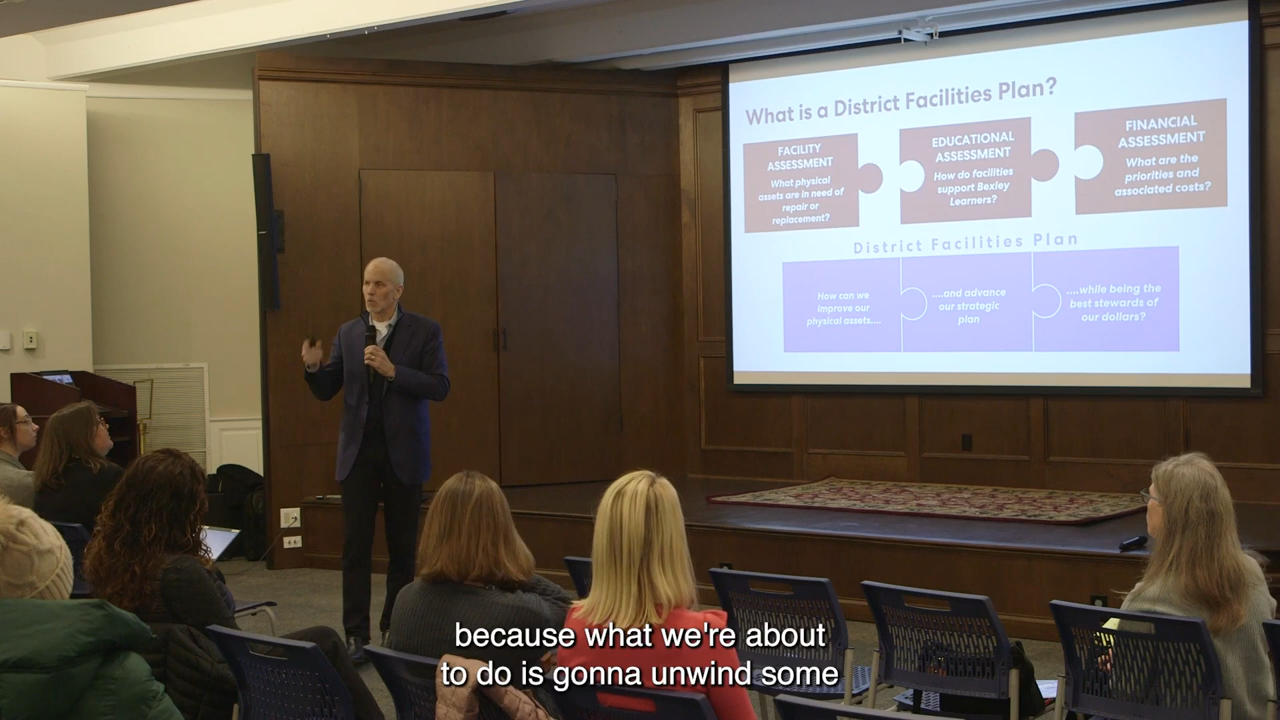 What is a District Facilities Plan?
FACILITY
ASSESSMENT
What physical
assets are in need of
repair or
replacement?
EDUCATIONAL
ASSESSMENT
How do facilities
support Bexley
Learners?
FINANCIAL
ASSESSMENT
What are the
priorities and
associated costs?
District Facilities Plan
How can we
improve our
physical assets....
....and advance
our strategic
plan
....while being the
best stewards of
our dollars?
because what we're about
to do is gonna unwind some